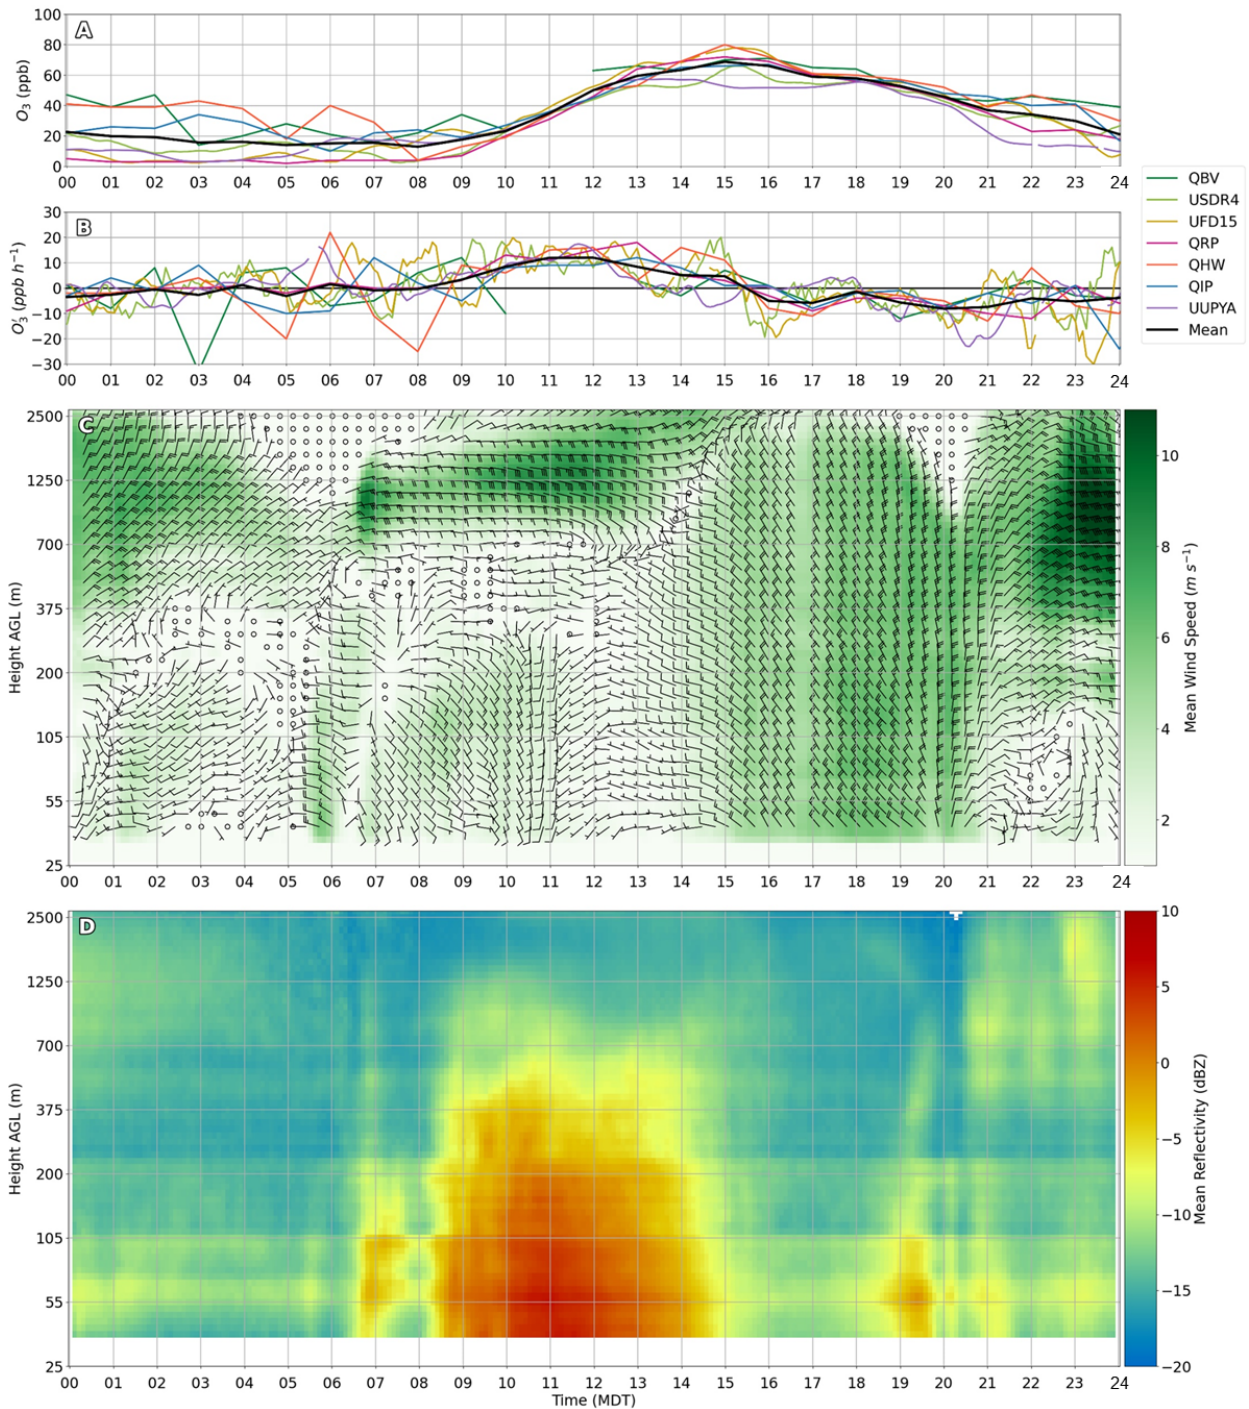 A
O3 (ppb)
100
80
60
40
20
0
00 01 02 03 04 05 06 07 08 09 10 11 12 13 14 15 16 17 18 19 20 21 22 23 24
B
O′3 (ppb h−1)
30
20
10
0
−10
−20
−30
00 01 02 03 04 05 06 07 08 09 10 11 12 13 14 15 16 17 18 19 20 21 22 23 24
QBV
USDR4
UFD15
QRP
QHW
QIP
UUPYA
Mean
C
Height AGL (m)
2500
1250
700
375
200
105
55
25
00 01 02 03 04 05 06 07 08 09 10 11 12 13 14 15 16 17 18 19 20 21 22 23 24
10
8
6
4
2
Mean Wind Speed (m s−1)
D
Height AGL (m)
2500
1250
700
375
200
105
55
25
00 01 02 03 04 05 06 07 08 09 10 11 12 13 14 15 16 17 18 19 20 21 22 23 24
Time (MDT)
10
5
0
−5
−10
−15
−20
Mean Reflectivity (dBZ)